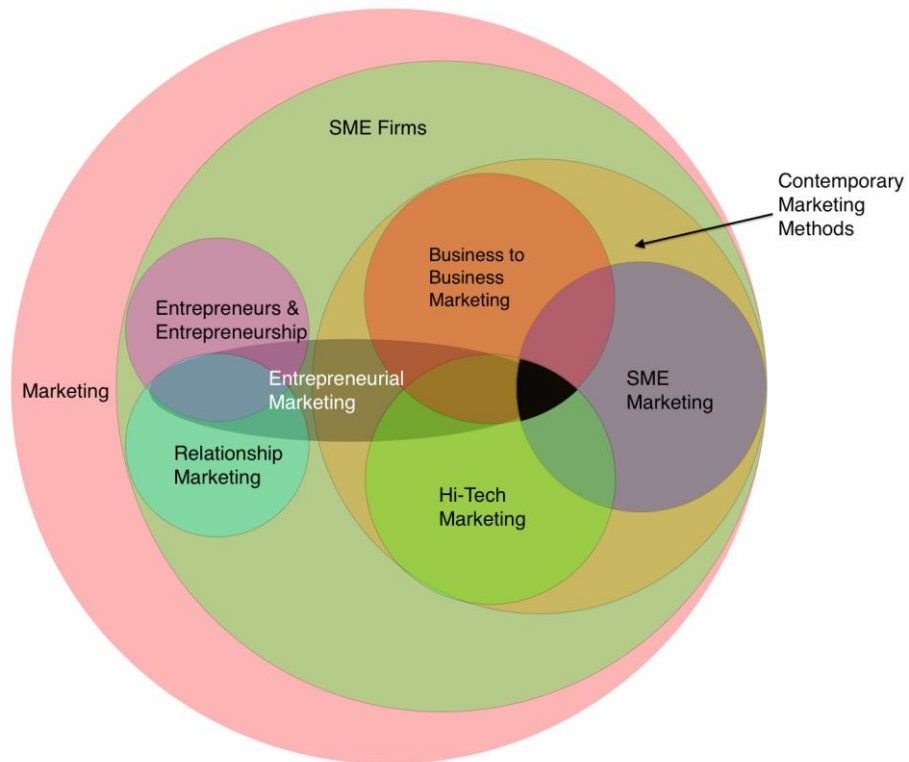 SME Firms
Contemporary
Marketing
Methods
Business to
Business
Marketing
Entrepreneurs &
Entrepreneurship
Entrepreneurial
Marketing
Marketing
SME
Marketing
Relationship
Marketing
Hi-Tech
Marketing